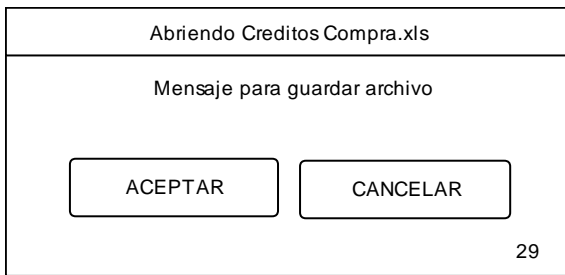 Abriendo Creditos Compra.xls
Mensaje para guardar archivo
ACEPTAR
CANCELAR
29